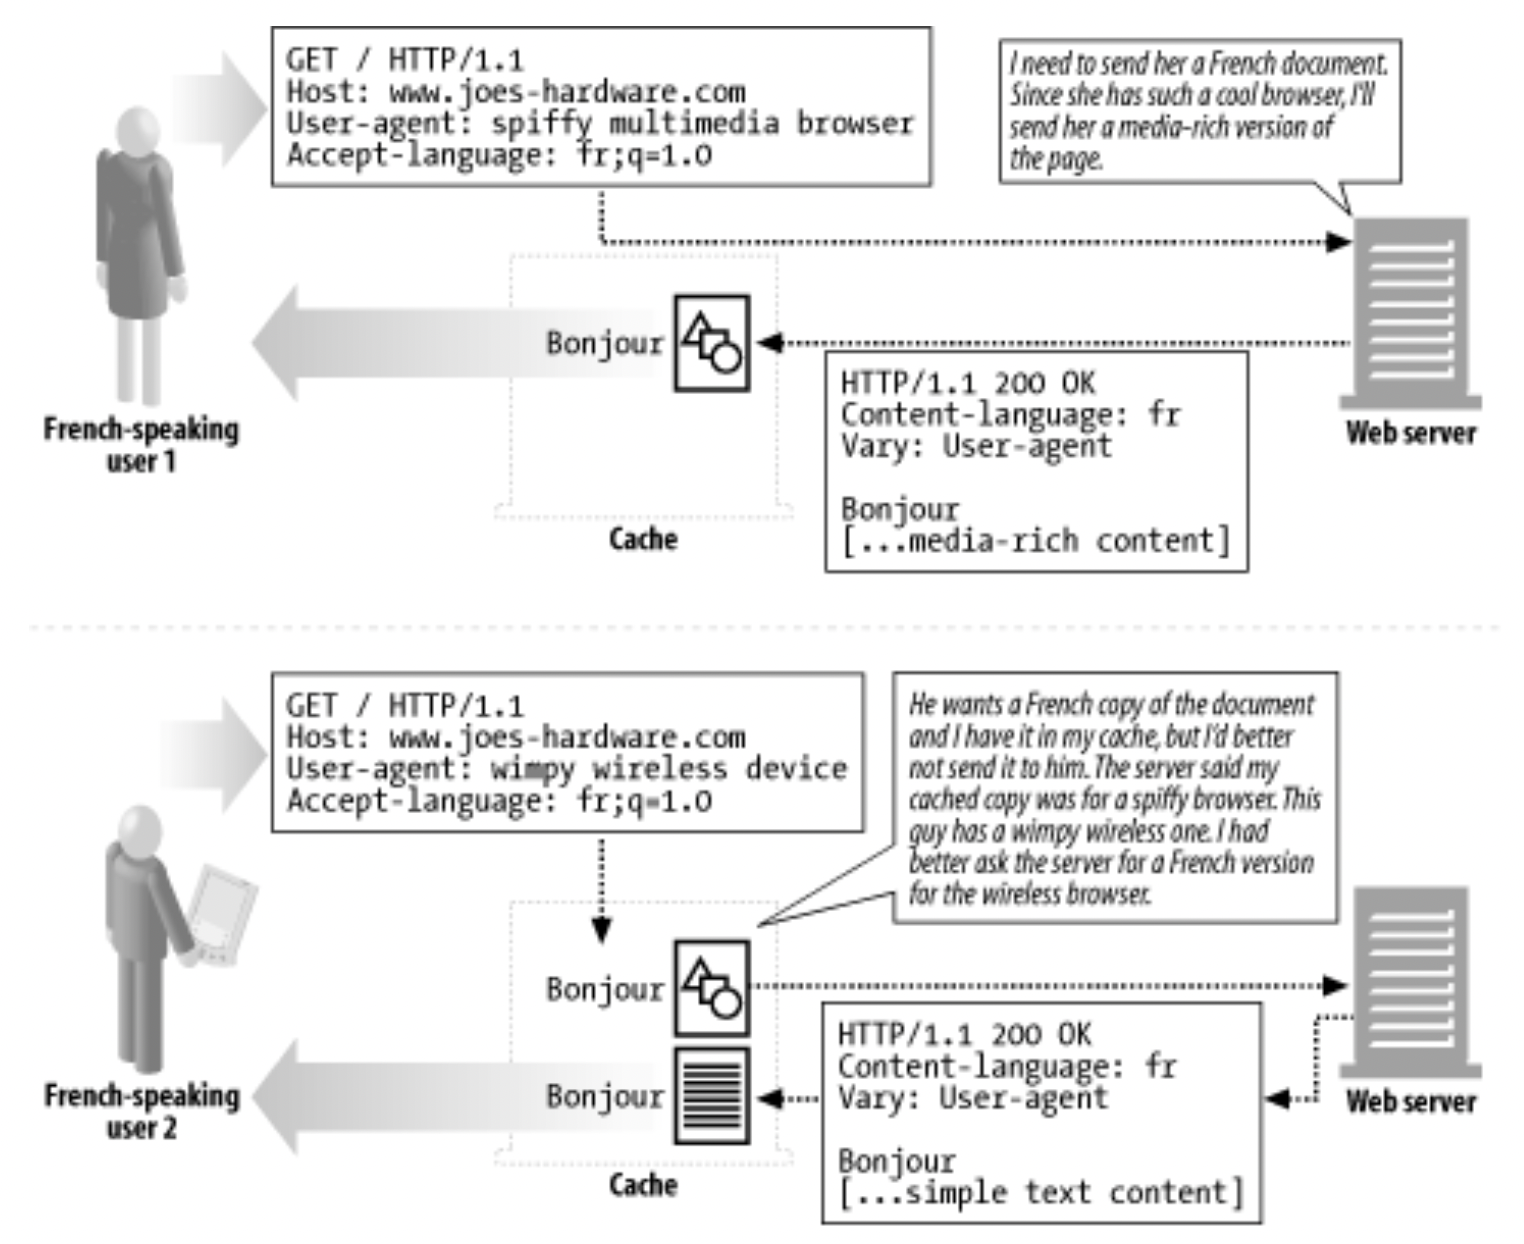 GET / HTTP/1.1
Host: www.joes-hardware.com
User-agent: spiffy multimedia browser
Accept-language: fr;q=1.0
I need to send her a French document.
Since she has such a cool browser, I'll
send her a media-rich version of
the page.
Bonjour
HTTP/1.1 200 OK
Content-language: fr
Vary: User-agent
Bonjour
[...media-rich content]
French-speaking
user 1
Cache
Web server
GET / HTTP/1.1
Host: www.joes-hardware.com
User-agent: wimpy wireless device
Accept-language: fr;q=1.0
He wants a French copy of the document
and I have it in my cache, but I'd better
not send it to him. The server said my
cached copy was for a spiffy browser. This
guy has a wimpy wireless one. I had
better ask the server for a French version
for the wireless browser.
Bonjour
Bonjour
HTTP/1.1 200 OK
Content-language: fr
Vary: User-agent
Bonjour
[...simple text content]
French-speaking
user 2
Cache
Web server